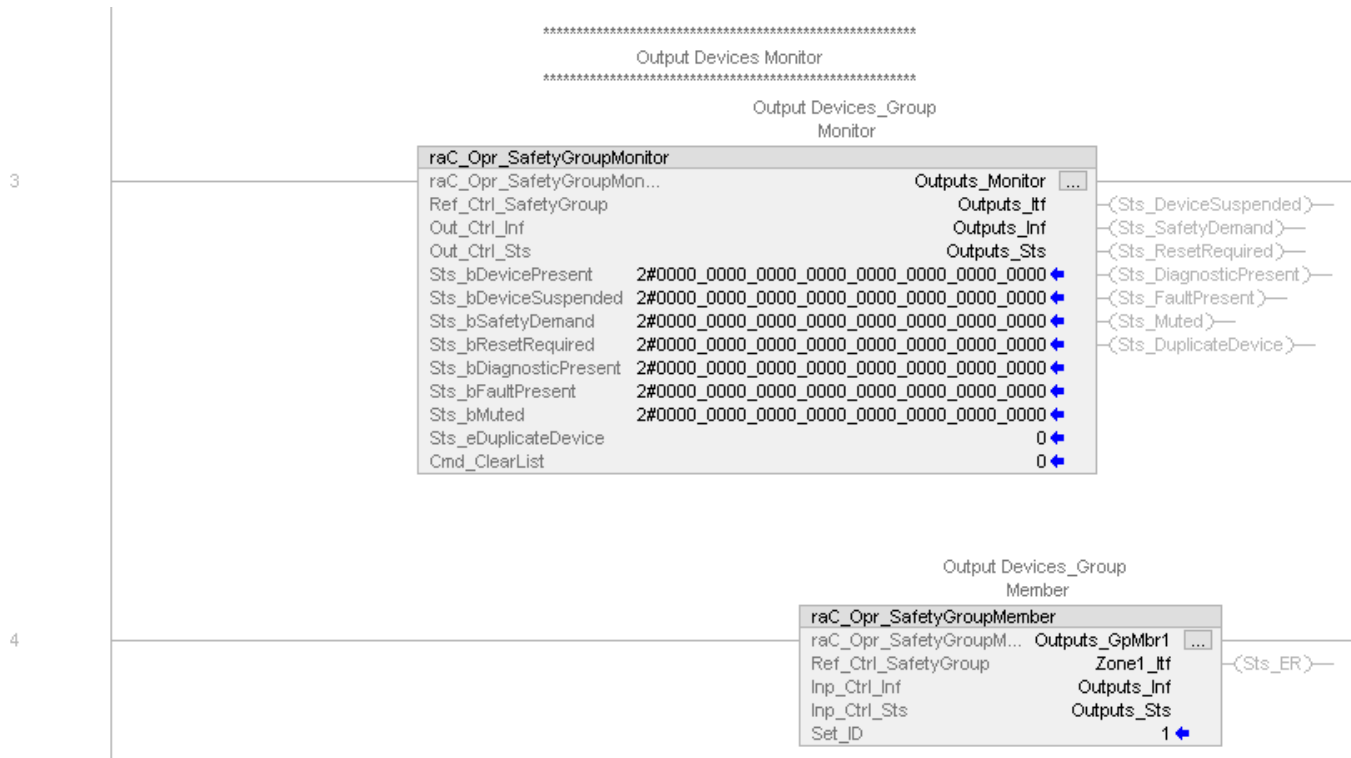 *********************************************************
Output Devices Monitor
*********************************************************
Output Devices_Group
Monitor
raC_Opr_SafetyGroupMonitor
3
raC_Opr_SafetyGroupMon... Outputs_Monitor ...
Ref_Ctrl_SafetyGroup Outputs_Itf (Sts_DeviceSuspended)
Out_Ctrl_Inf Outputs_Inf (Sts_SafetyDemand)
Out_Ctrl_Sts Outputs_Sts (Sts_ResetRequired)
Sts_bDevicePresent 2#0000_0000_0000_0000_0000_0000_0000_0000 (Sts_DiagnosticPresent)
Sts_bDeviceSuspended 2#0000_0000_0000_0000_0000_0000_0000_0000 (Sts_FaultPresent)
Sts_bSafetyDemand 2#0000_0000_0000_0000_0000_0000_0000_0000 (Sts_Muted)
Sts_bResetRequired 2#0000_0000_0000_0000_0000_0000_0000_0000 (Sts_DuplicateDevice)
Sts_bDiagnosticPresent 2#0000_0000_0000_0000_0000_0000_0000_0000
Sts_bFaultPresent 2#0000_0000_0000_0000_0000_0000_0000_0000
Sts_bMuted 2#0000_0000_0000_0000_0000_0000_0000_0000
Sts_eDuplicateDevice 0
Cmd_ClearList 0
Output Devices_Group
Member
raC_Opr_SafetyGroupMember
4
raC_Opr_SafetyGroupM... Outputs_GpMbr1 ...
Ref_Ctrl_SafetyGroup Zone1_Itf (Sts_ER)
Inp_Ctrl_Inf Outputs_Inf
Inp_Ctrl_Sts Outputs_Sts
Set_ID 1